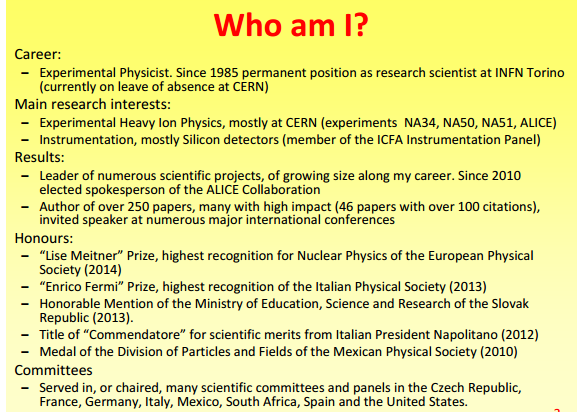 Who am I?
Career:
– Experimental Physicist. Since 1985 permanent position as research scientist at INFN Torino
(currently on leave of absence at CERN)
Main research interests:
– Experimental Heavy Ion Physics, mostly at CERN (experiments NA34, NA50, NA51, ALICE)
– Instrumentation, mostly Silicon detectors (member of the ICFA Instrumentation Panel)
Results:
– Leader of numerous scientific projects, of growing size along my career. Since 2010
elected spokesperson of the ALICE Collaboration
– Author of over 250 papers, many with high impact (46 papers with over 100 citations),
invited speaker at numerous major international conferences
Honours:
– “Lise Meitner” Prize, highest recognition for Nuclear Physics of the European Physical
Society (2014)
– “Enrico Fermi” Prize, highest recognition of the Italian Physical Society (2013)
– Honorable Mention of the Ministry of Education, Science and Research of the Slovak
Republic (2013).
– Title of “Commendatore” for scientific merits from Italian President Napolitano (2012)
– Medal of the Division of Particles and Fields of the Mexican Physical Society (2010)
Committees
– Served in, or chaired, many scientific committees and panels in the Czech Republic,
France, Germany, Italy, Mexico, South Africa, Spain and the United States.